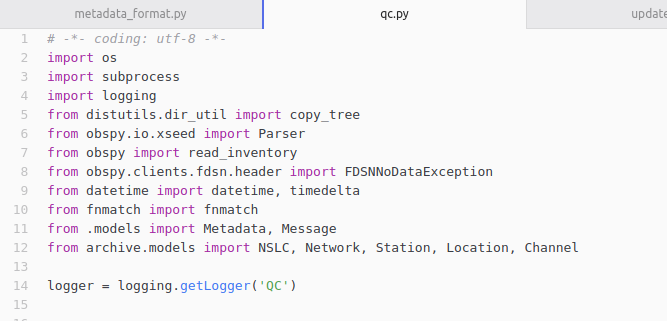 metadata_format.py
qc.py
update
1 # -*- coding: utf-8 -*-
2 import os
3 import subprocess
4 import logging
5 from distutils.dir_util import copy_tree
6 from obspy.io.xseed import Parser
7 from obspy import read_inventory
8 from obspy.clients.fdsn.header import FDSNNoDataException
9 from datetime import datetime, timedelta
10 from fnmatch import fnmatch
11 from .models import Metadata, Message
12 from archive.models import NSLC, Network, Station, Location, Channel
13
14 logger = logging.getLogger('QC')
15
16